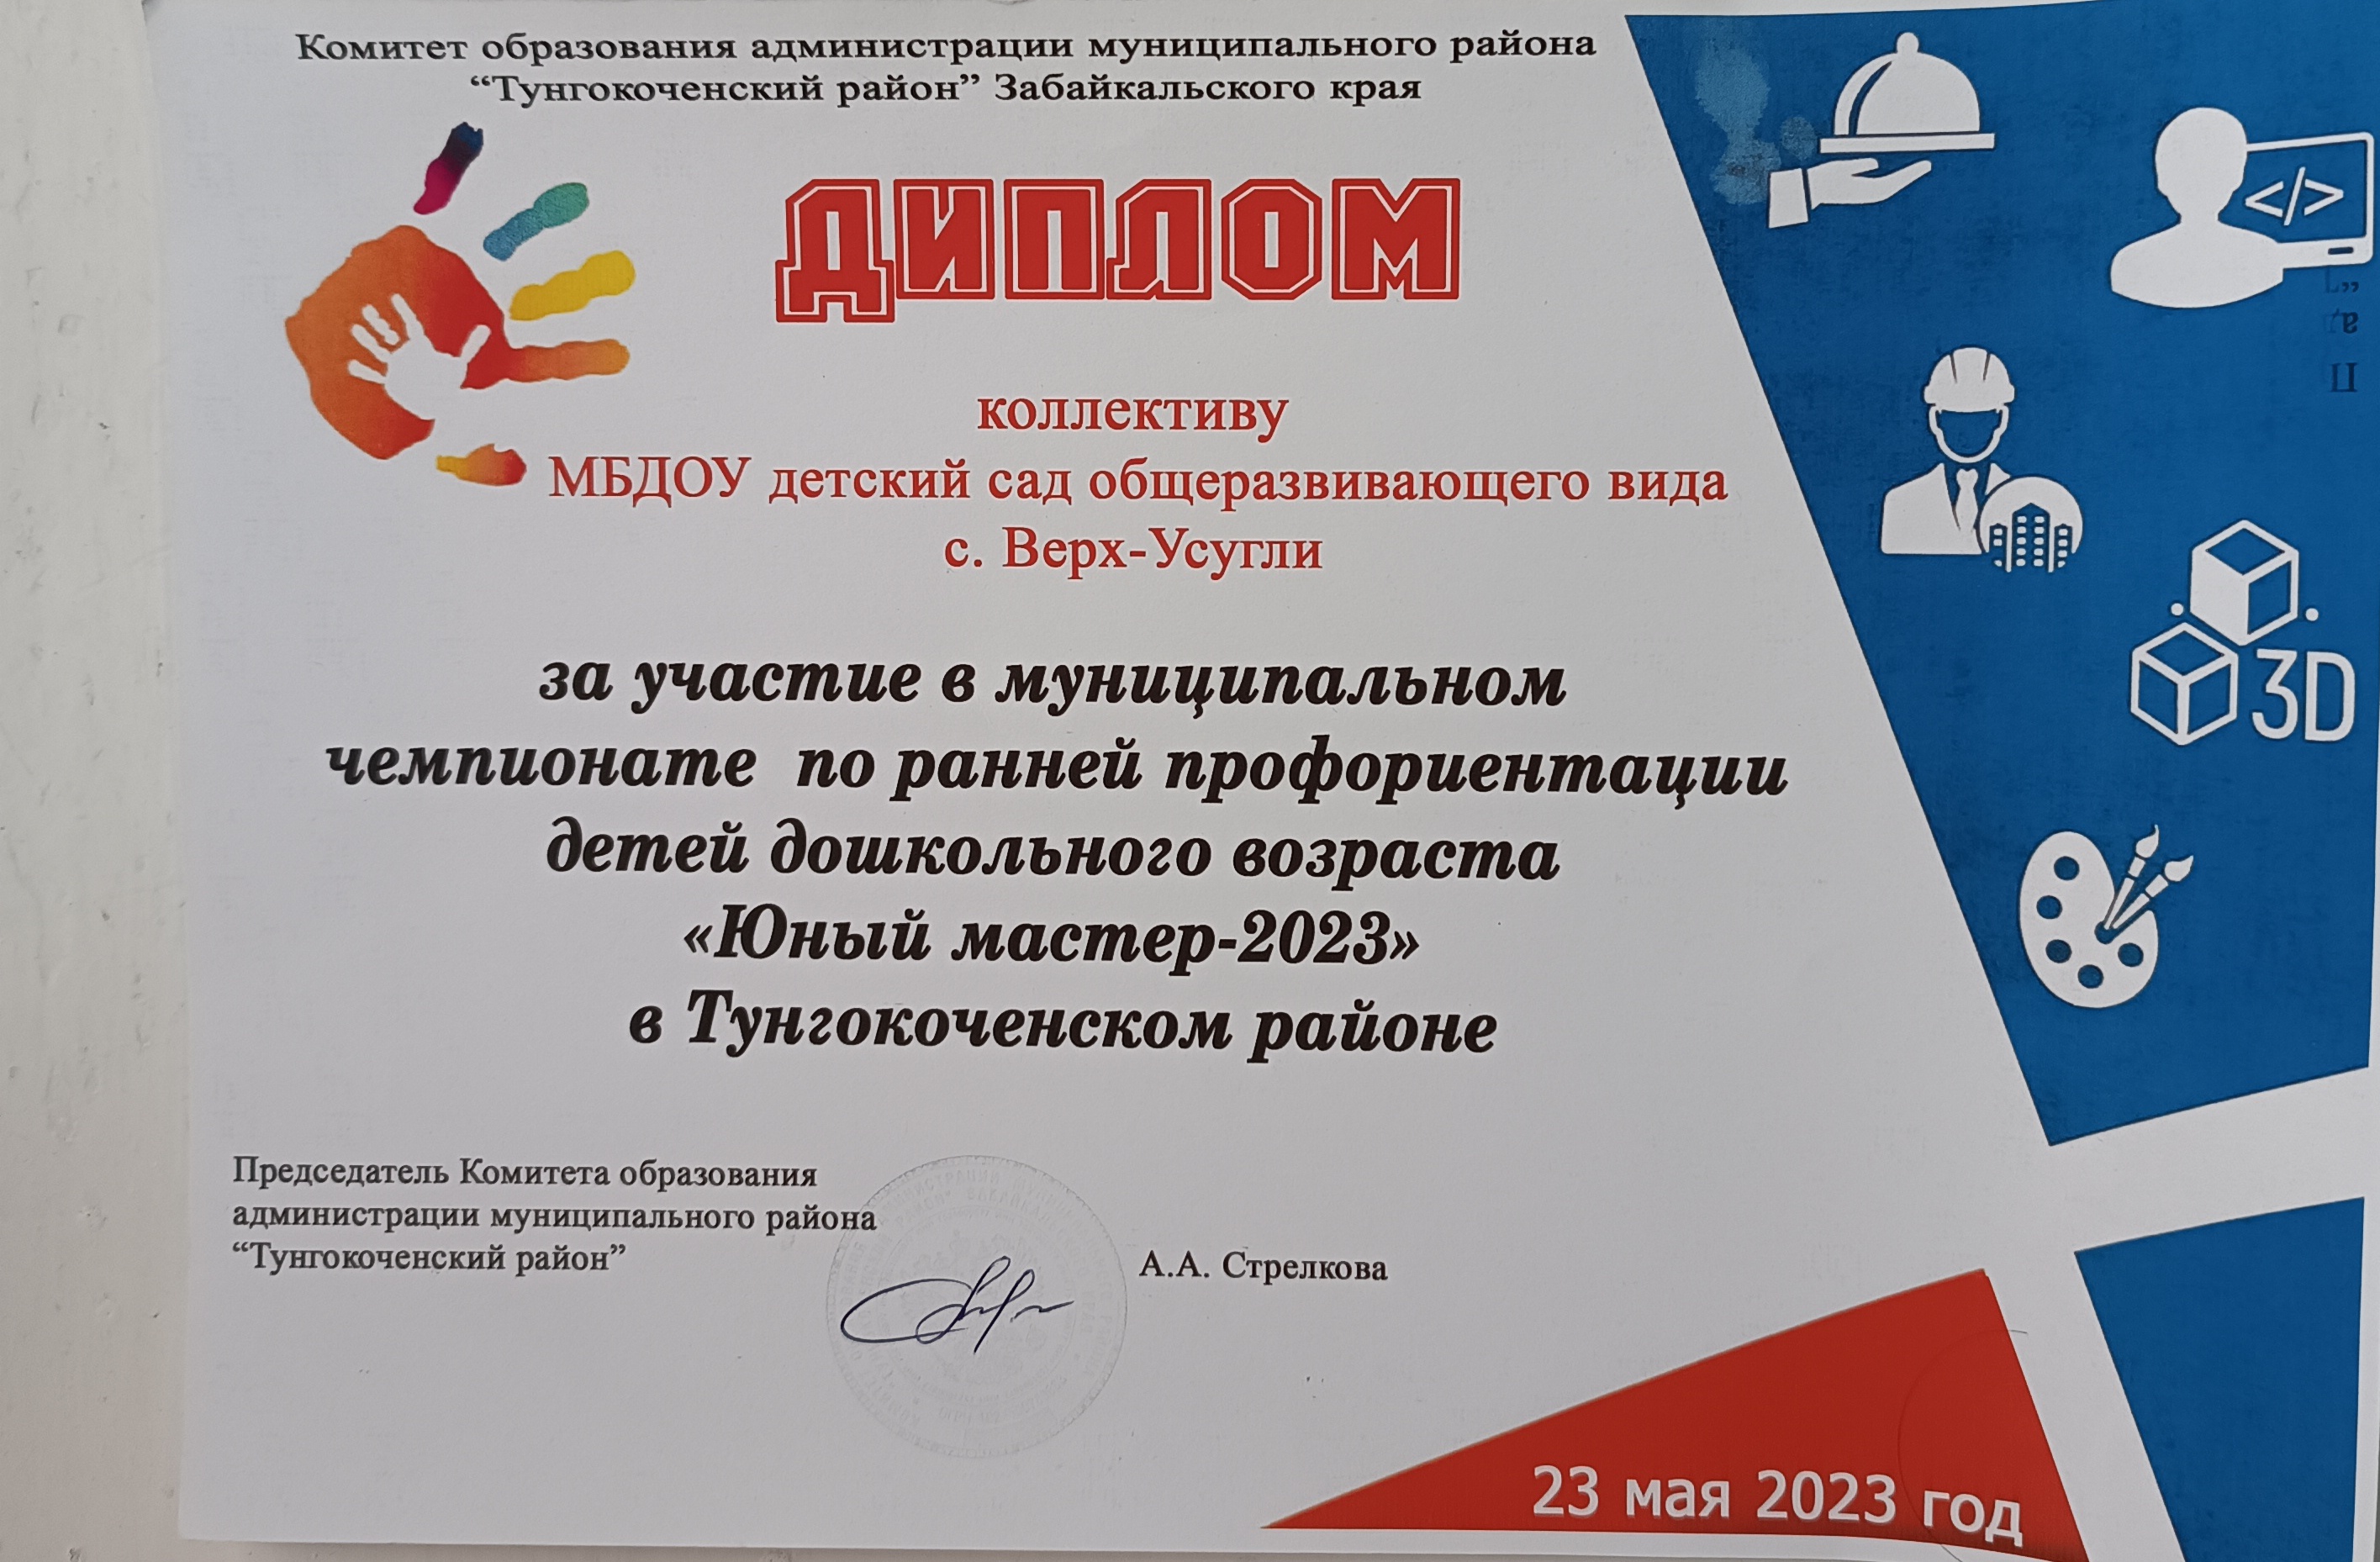 Комитет образования администрации муниципального района
“Тунгокоченский район” Забайкальского края
ДИПЛОМ
коллективу
МБДОУ детский сад общеразвивающего вида
с. Верх-Усугли
за участие в муниципальном
чемпионате по ранней профориентации
детей дошкольного возраста
«Юный мастер-2023»
в Тунгокоченском районе
Председатель Комитета образования
администрации муниципального района
“Тунгокоченский район”
А.А. Стрелкова
23 мая 2023 год
</>
3D